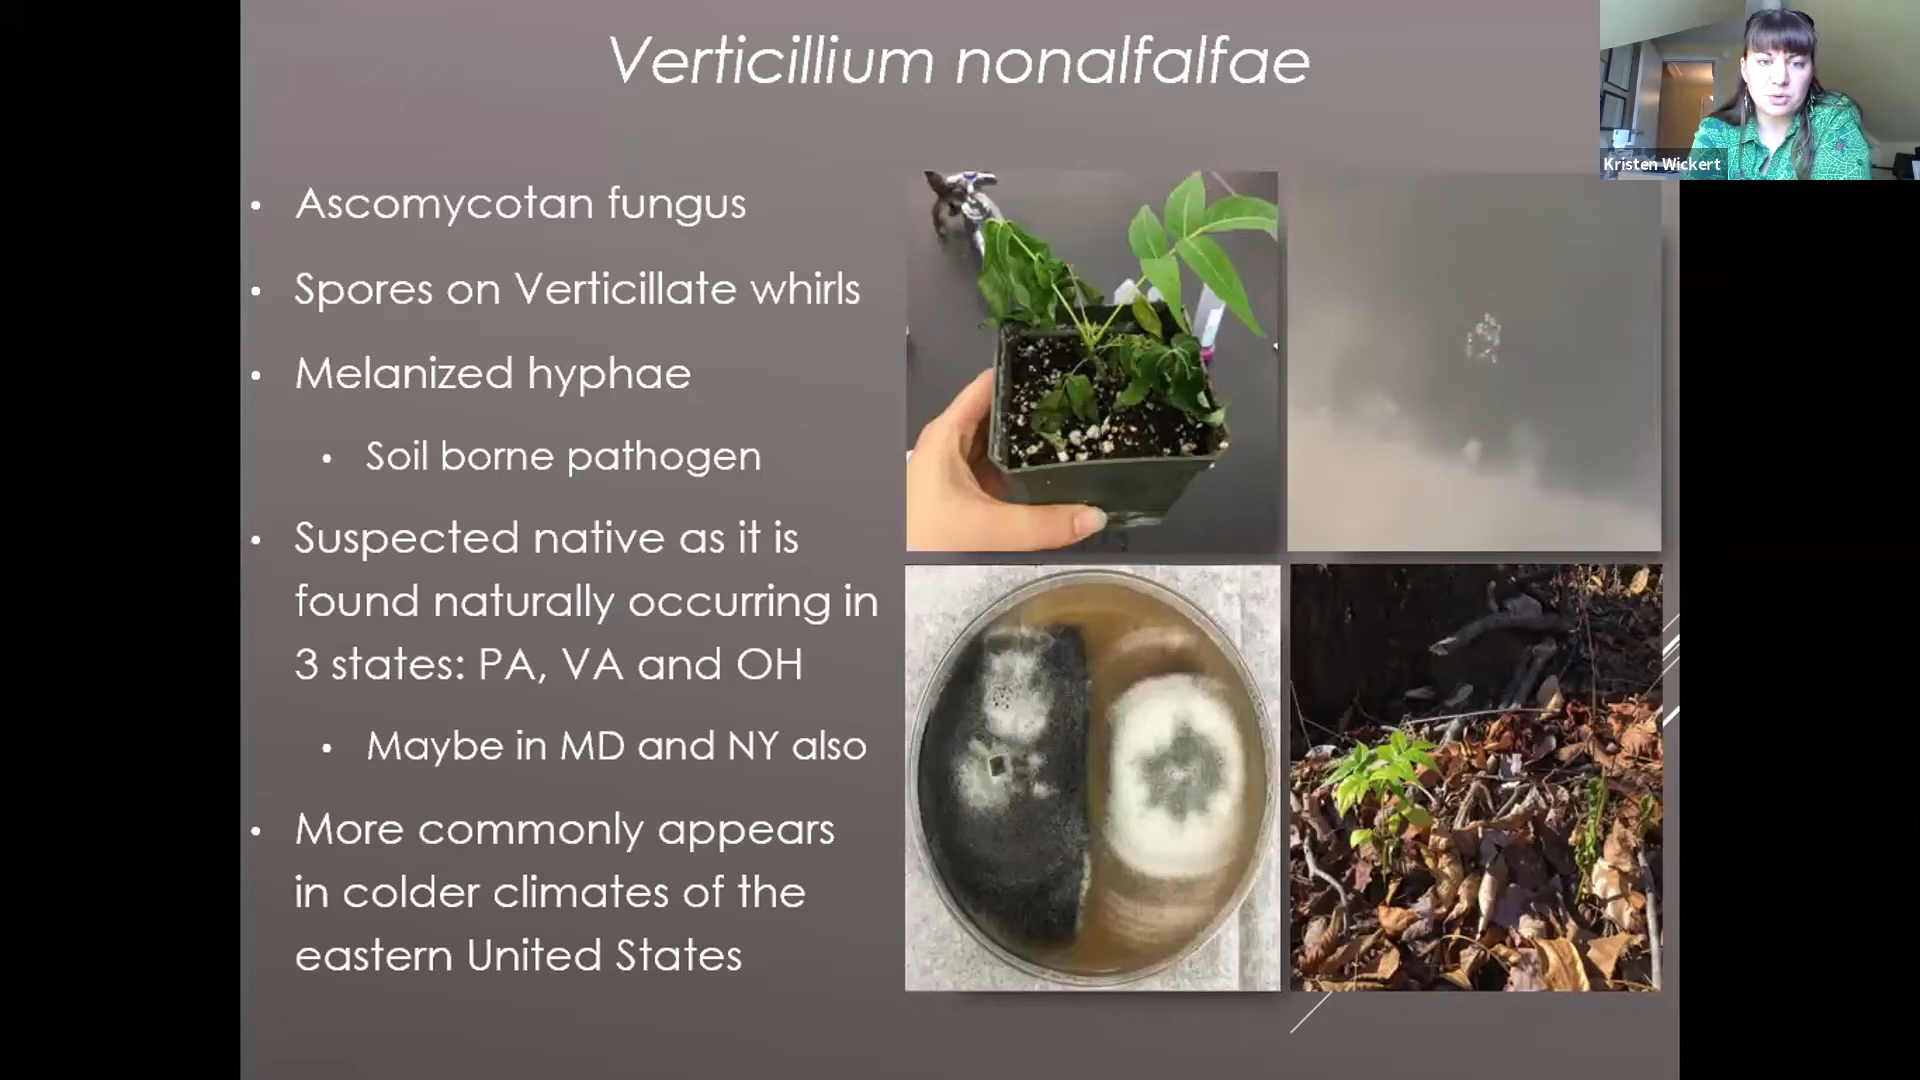 Verticillium nonalfalfae
Kristen Wickert
• Ascomycotan fungus
• Spores on Verticillate whirls
• Melanized hyphae
• Soil borne pathogen
• Suspected native as it is
found naturally occurring in
3 states: PA, VA and OH
• Maybe in MD and NY also
• More commonly appears
in colder climates of the
eastern United States